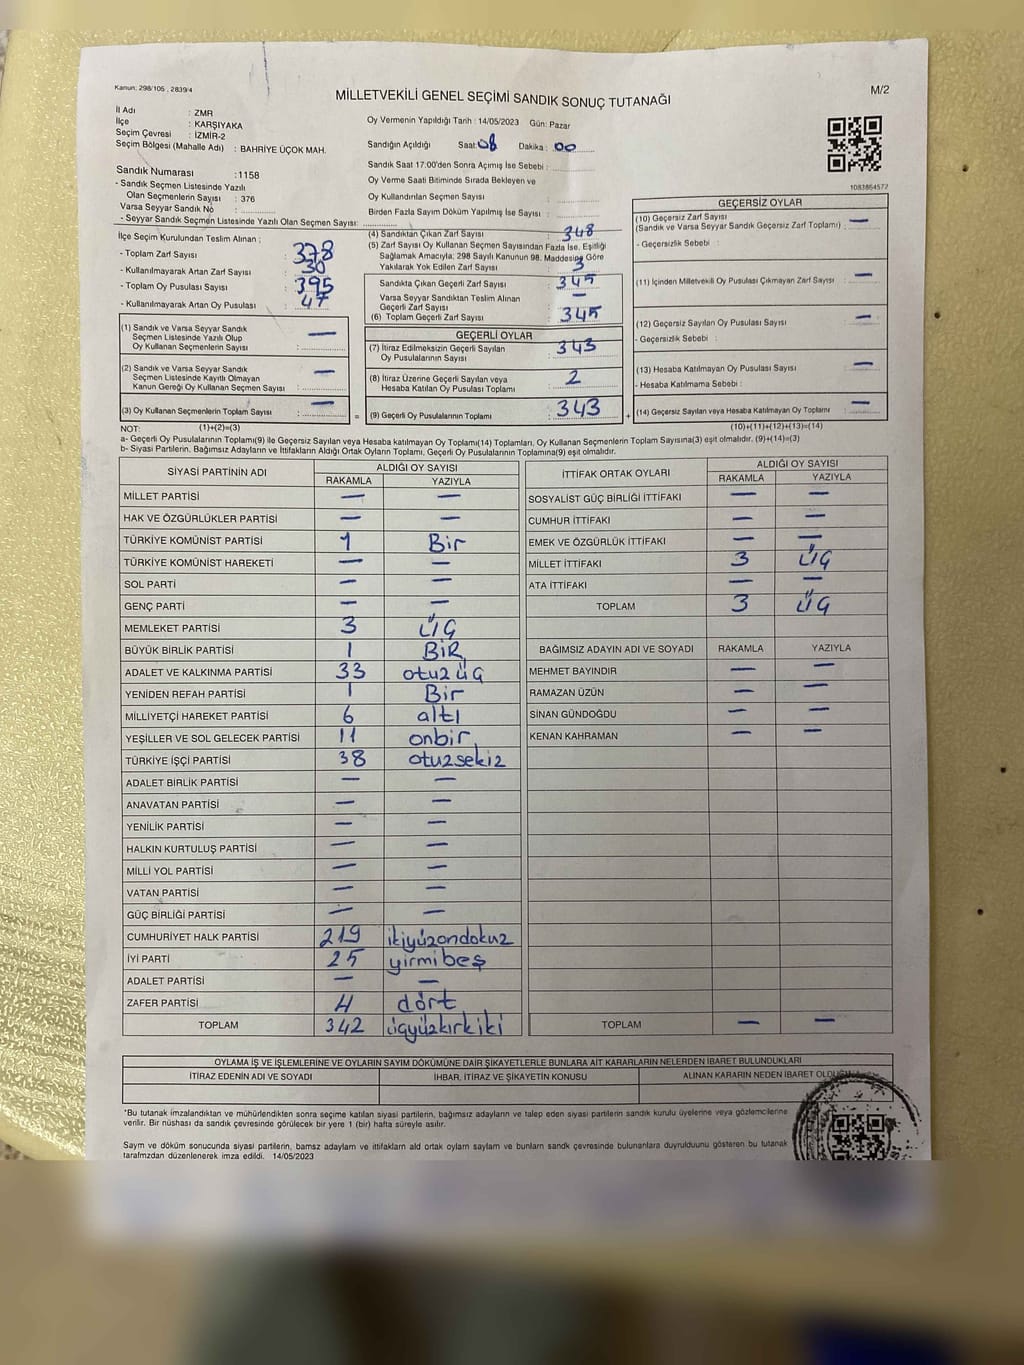 Kanun: 298/105 , 2839/4
MİLLETVEKİLİ GENEL SEÇİMİ SANDIK SONUÇ TUTANAĞI
M/2
İl Adı : ZMR
İlçe : KARŞIYAKA
Seçim Çevresi : İZMİR-2
Seçim Bölgesi (Mahalle Adı) : BAHRİYE ÜÇOK MAH.
Sandık Numarası :1158
- Sandık Seçmen Listesinde Yazılı
Olan Seçmenlerin Sayısı : 376
Varsa Seyyar Sandık No :
- Seyyar Sandık Seçmen Listesinde Yazılı Olan Seçmen Sayısı:
İlçe Seçim Kurulundan Teslim Alınan ;
- Toplam Zarf Sayısı : 378
- Kullanılmayarak Artan Zarf Sayısı : 30
- Toplam Oy Pusulası Sayısı : 395
- Kullanılmayarak Artan Oy Pusulası : 47
(1) Sandık ve Varsa Seyyar Sandık
Seçmen Listesinde Yazılı Olup
Oy Kullanan Seçmenlerin Sayısı : —
(2) Sandık ve Varsa Seyyar Sandık
Seçmen Listesinde Kayıtlı Olmayan
Kanun Gereği Oy Kullanan Seçmen Sayısı : —
(3) Oy Kullanan Seçmenlerin Toplam Sayısı : — =
Oy Vermenin Yapıldığı Tarih : 14/05/2023 Gün: Pazar
Sandığın Açıldığı Saat: 08 Dakika : 00
Sandık Saat 17:00'den Sonra Açımış İse Sebebi :
Oy Verme Saati Bitiminde Sırada Bekleyen ve
Oy Kullandırılan Seçmen Sayısı :
Birden Fazla Sayım Döküm Yapılmış İse Sayısı :
(4) Sandıktan Çıkan Zarf Sayısı : 348
(5) Zarf Sayısı Oy Kullanan Seçmen Sayısından Fazla İse, Eşitliği
Sağlamak Amacıyla; 298 Sayılı Kanunun 98. Maddesine Göre
Yakılarak Yok Edilen Zarf Sayısı : 3
Sandıkta Çıkan Geçerli Zarf Sayısı : 345
Varsa Seyyar Sandıktan Teslim Alınan
Geçerli Zarf Sayısı : —
(6) Toplam Geçerli Zarf Sayısı : 345
GEÇERLİ OYLAR
(7) İtiraz Edilmeksizin Geçerli Sayılan
Oy Pusulalarının Sayısı : 343
(8) İtiraz Üzerine Geçerli Sayılan veya
Hesaba Katılan Oy Pusulası Toplamı : 2
(9) Geçerli Oy Pusulalarının Toplamı : 343 +
1083864577
GEÇERSİZ OYLAR
(10) Geçersiz Zarf Sayısı
(Sandık ve Varsa Seyyar Sandık Geçersiz Zarf Toplamı) : —
- Geçersizlik Sebebi :
(11) İçinden Milletvekili Oy Pusulası Çıkmayan Zarf Sayısı : —
(12) Geçersiz Sayılan Oy Pusulası Sayısı : —
- Geçersizlik Sebebi :
(13) Hesaba Katılmayan Oy Pusulası Sayısı : —
- Hesaba Katılmama Sebebi :
(14) Geçersiz Sayılan veya Hesaba Katılmayan Oy Toplamı : —
NOT: (1)+(2)=(3) (10)+(11)+(12)+(13)=(14)
a- Geçerli Oy Pusulalarının Toplamı(9) ile Geçersiz Sayılan veya Hesaba katılmayan Oy Toplamı(14) Toplamları, Oy Kullanan Seçmenlerin Toplam Sayısına(3) eşit olmalıdır. (9)+(14)=(3)
b- Siyasi Partilerin, Bağımsız Adayların ve İttifakların Aldığı Ortak Oyların Toplamı, Geçerli Oy Pusulalarının Toplamına(9) eşit olmalıdır.
SİYASİ PARTİNİN ADI ALDIĞI OY SAYISI
RAKAMLA YAZIYLA
MİLLET PARTİSİ — —
HAK VE ÖZGÜRLÜKLER PARTİSİ — —
TÜRKİYE KOMÜNİST PARTİSİ 1 Bir
TÜRKİYE KOMÜNİST HAREKETİ — —
SOL PARTİ — —
GENÇ PARTİ — —
MEMLEKET PARTİSİ 3 ÜÇ
BÜYÜK BİRLİK PARTİSİ 1 BİR
ADALET VE KALKINMA PARTİSİ 33 otuz üç
YENİDEN REFAH PARTİSİ 1 Bir
MİLLİYETÇİ HAREKET PARTİSİ 6 altı
YEŞİLLER VE SOL GELECEK PARTİSİ 11 onbir
TÜRKİYE İŞÇİ PARTİSİ 38 otuzsekiz
ADALET BİRLİK PARTİSİ — —
ANAVATAN PARTİSİ — —
YENİLİK PARTİSİ — —
HALKIN KURTULUŞ PARTİSİ — —
MİLLİ YOL PARTİSİ — —
VATAN PARTİSİ — —
GÜÇ BİRLİĞİ PARTİSİ — —
CUMHURİYET HALK PARTİSİ 219 ikiyüzondokuz
İYİ PARTİ 25 yirmibeş
ADALET PARTİSİ — —
ZAFER PARTİSİ 4 dört
TOPLAM 342 üçyüzkırkiki
İTTİFAK ORTAK OYLARI ALDIĞI OY SAYISI
RAKAMLA YAZIYLA
SOSYALİST GÜÇ BİRLİĞİ İTTİFAKI — —
CUMHUR İTTİFAKI — —
EMEK VE ÖZGÜRLÜK İTTİFAKI — —
MİLLET İTTİFAKI 3 ÜÇ
ATA İTTİFAKI — —
TOPLAM 3 ÜÇ
BAĞIMSIZ ADAYIN ADI VE SOYADI RAKAMLA YAZIYLA
MEHMET BAYINDIR — —
RAMAZAN ÜZÜN — —
SİNAN GÜNDOĞDU — —
KENAN KAHRAMAN — —
TOPLAM — —
OYLAMA İŞ VE İŞLEMLERİNE VE OYLARIN SAYIM DÖKÜMÜNE DAİR ŞİKAYETLERLE BUNLARA AİT KARARLARIN NELERDEN İBARET BULUNDUKLARI
İTİRAZ EDENİN ADI VE SOYADI İHBAR, İTİRAZ VE ŞİKAYETİN KONUSU ALINAN KARARIN NEDEN İBARET OLDUĞU
*Bu tutanak imzalandıktan ve mühürlendikten sonra seçime katılan siyasi partilerin, bağımsız adayların ve talep eden siyasi partilerin sandık kurulu üyelerine veya gözlemcilerine
verilir. Bir nüshası da sandık çevresinde görülecek bir yere 1 (bir) hafta süreyle asılır.
Sayım ve döküm sonucunda siyasi partilerin, bamsz adaylam ve ittifaklam ald ortak oylam saylam ve bunlarn sandk çevresinde bulunanlara duyrulduunu gösteren bu tutanak
tarafmzdan düzenlenerek imza edildi. 14/05/2023